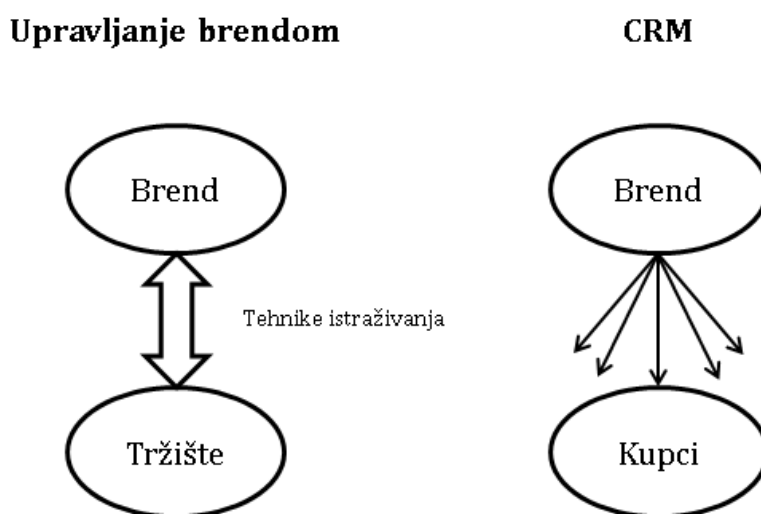 Upravljanje brendom
CRM
Brend
Brend
Tehnike istraživanja
Tržište
Kupci